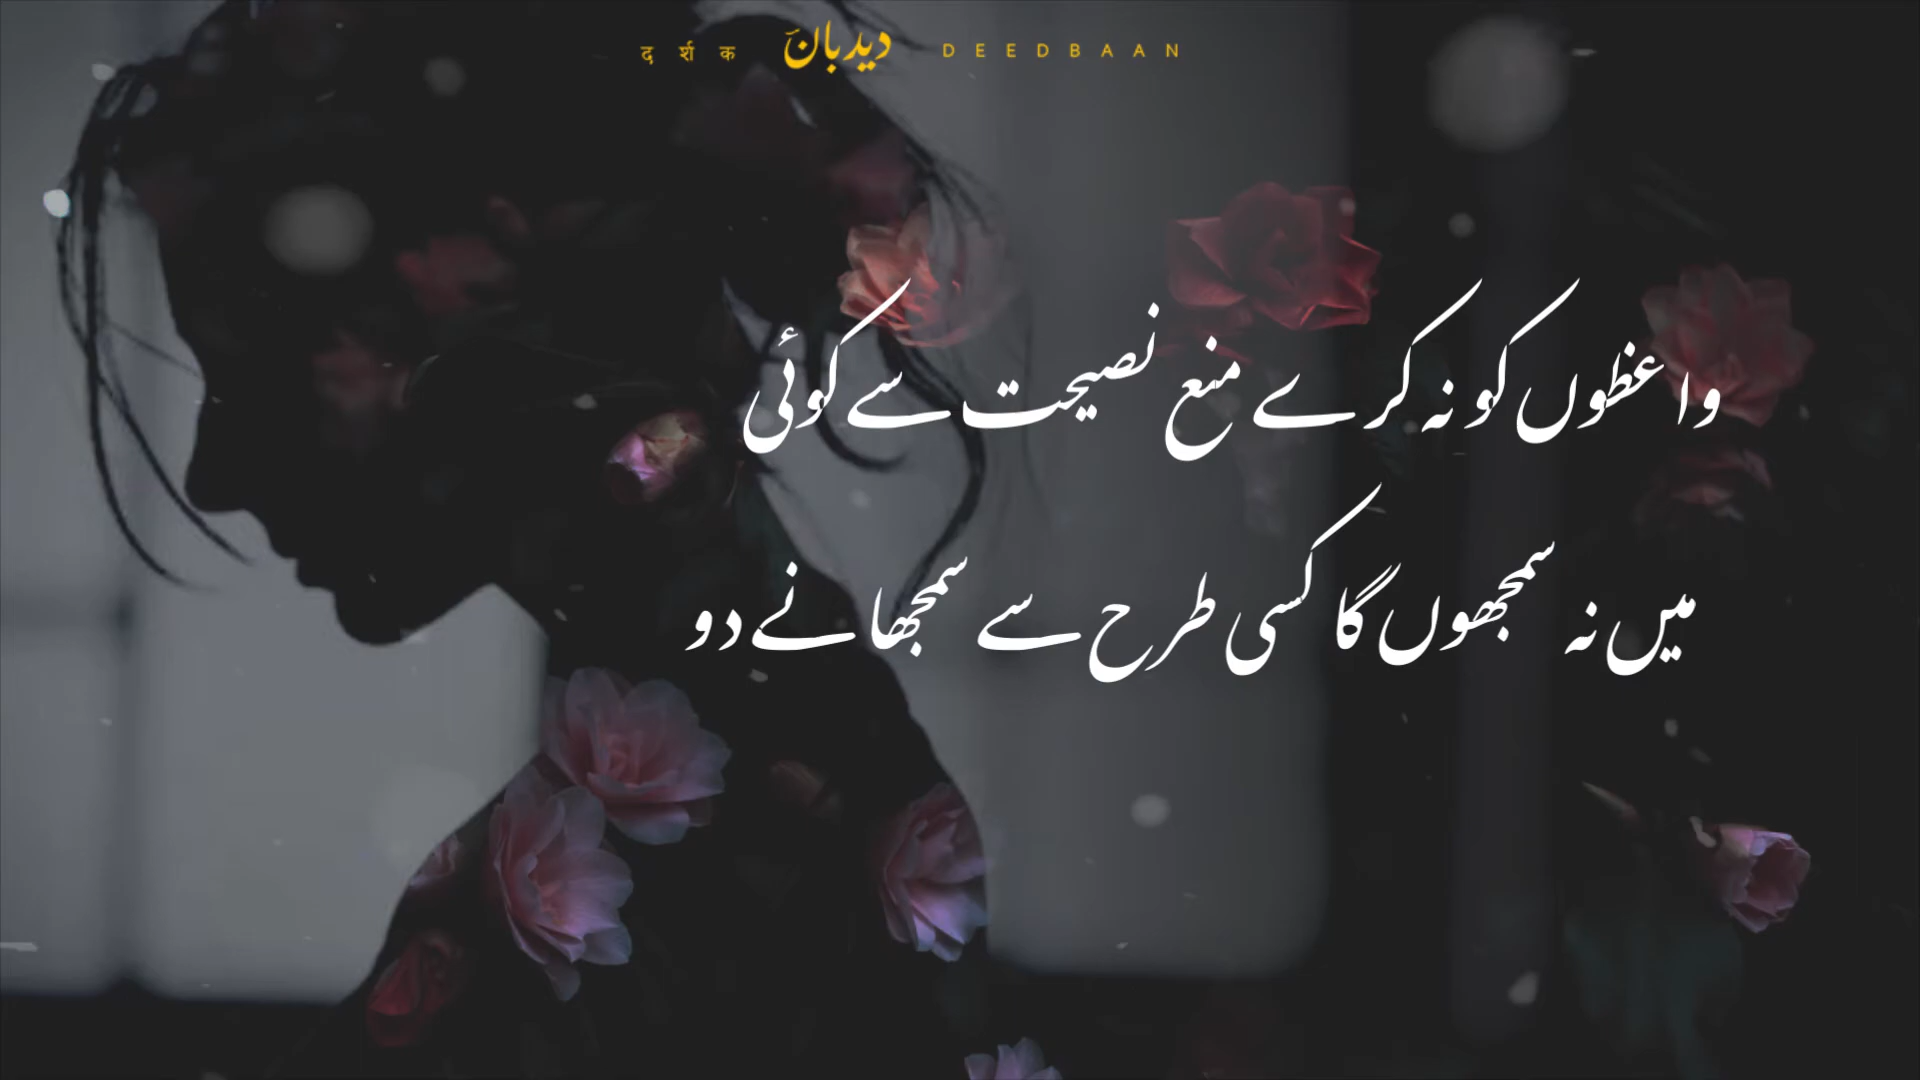 दर्शक دیدبان DEEDBAAN
واعظوں کو نہ کرے منع نصیحت سے کوئی
میں نہ سمجھوں گا کسی طرح سے سمجھانے دو